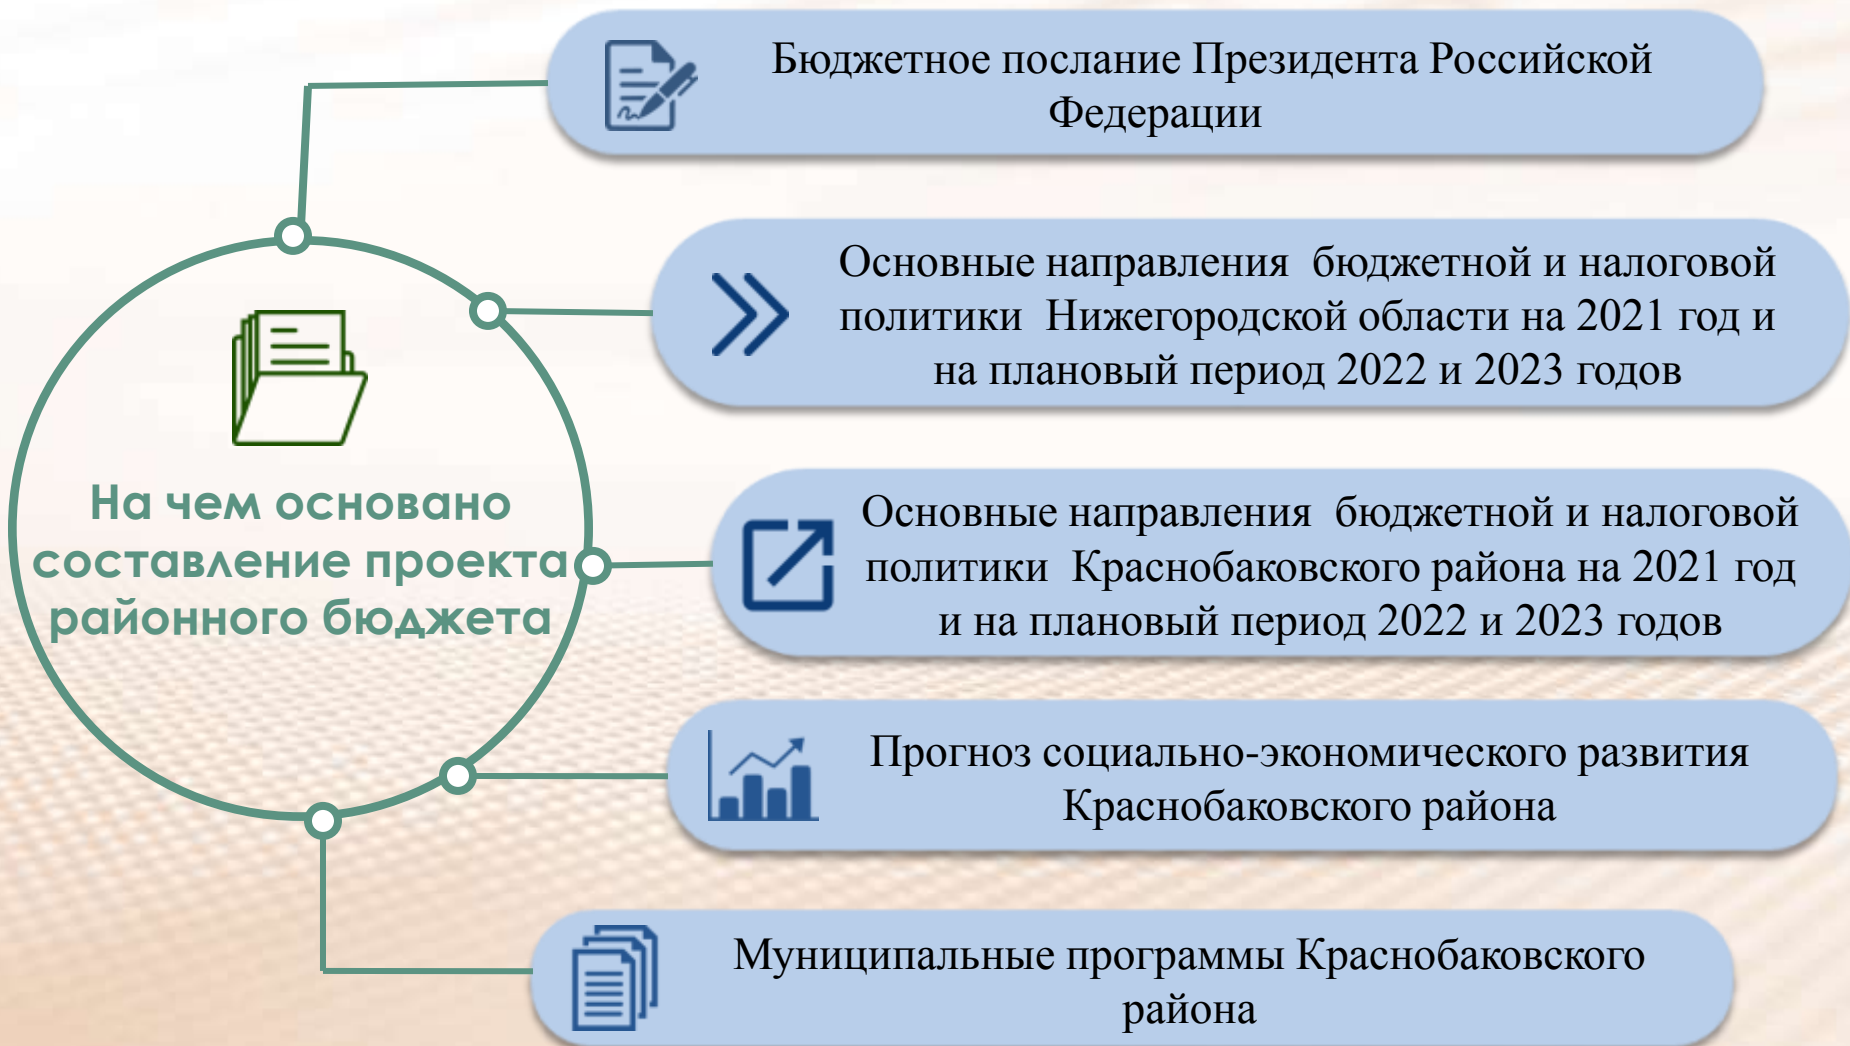 Бюджетное послание Президента Российской
Федерации
Основные направления бюджетной и налоговой
политики Нижегородской области на 2021 год и
на плановый период 2022 и 2023 годов
На чем основано
составление проекта
районного бюджета
Основные направления бюджетной и налоговой
политики Краснобаковского района на 2021 год
и на плановый период 2022 и 2023 годов
Прогноз социально-экономического развития
Краснобаковского района
Муниципальные программы Краснобаковского
района